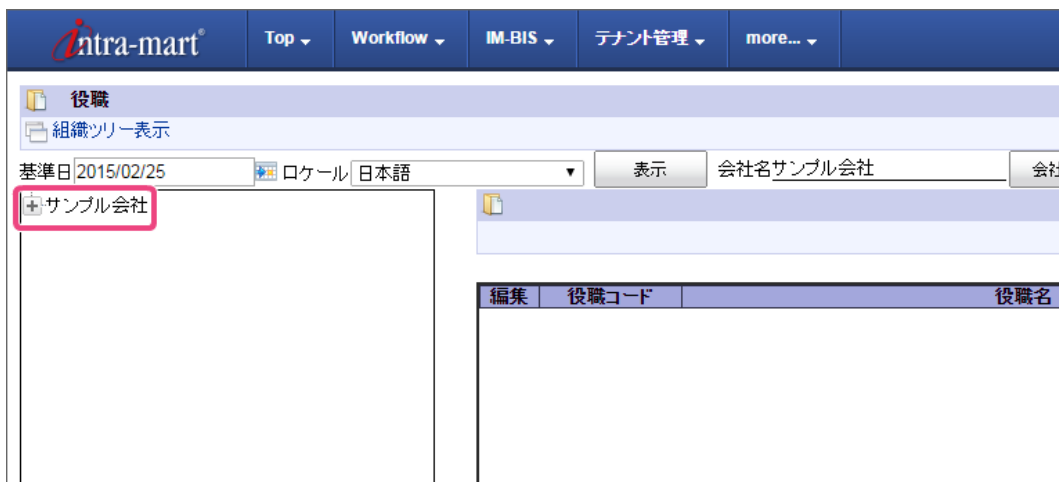 intra-mart® Top Workflow IM-BIS テナント管理 more...
役職
組織ツリー表示
基準日 2015/02/25 ロケール 日本語 表示 会社名 サンプル会社 会社
サンプル会社
編集 役職コード 役職名